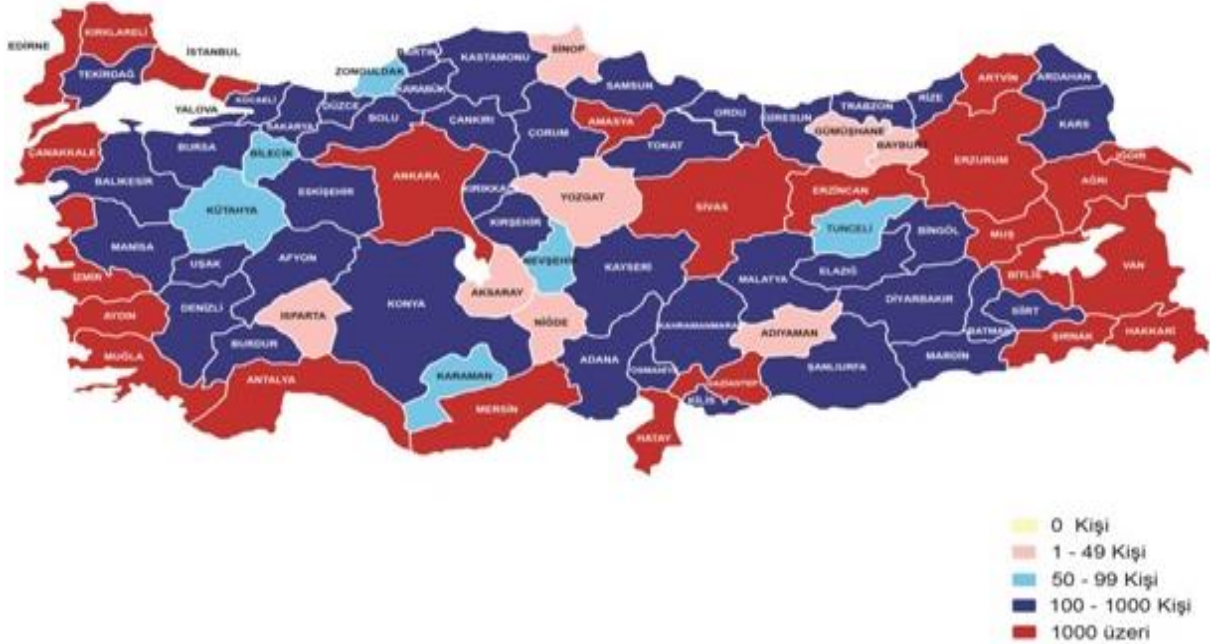 EDİRNE
KIRKLARELİ
TEKİRDAĞ
İSTANBUL
YALOVA
KOCAELİ
SAKARYA
DÜZCE
ZONGULDAK
BARTIN
KARABÜK
KASTAMONU
SİNOP
SAMSUN
BOLU
ÇANKIRI
ÇORUM
AMASYA
ORDU
TOKAT
GİRESUN
TRABZON
RİZE
ARTVİN
ARDAHAN
KARS
GÜMÜŞHANE
BAYBURT
ERZURUM
IĞDIR
AĞRI
ÇANAKKALE
BALIKESİR
BURSA
BİLECİK
ESKİŞEHİR
KÜTAHYA
ANKARA
KIRIKKAL
KIRŞEHİR
YOZGAT
SİVAS
ERZİNCAN
TUNCELİ
BİNGÖL
MUŞ
BİTLİS
VAN
MANİSA
UŞAK
AFYON
İZMİR
AYDIN
DENİZLİ
MUĞLA
BURDUR
ISPARTA
ANTALYA
KONYA
AKSARAY
NEVŞEHİR
NİĞDE
KAYSERİ
MALATYA
ELAZIĞ
DİYARBAKIR
BATMAN
SİİRT
ŞIRNAK
HAKKARİ
KARAMAN
MERSİN
ADANA
OSMANİYE
KAHRAMANMARA
ADIYAMAN
GAZİANTEP
KİLİS
ŞANLIURFA
MARDİN
HATAY
0 Kişi
1 - 49 Kişi
50 - 99 Kişi
100 - 1000 Kişi
1000 üzeri